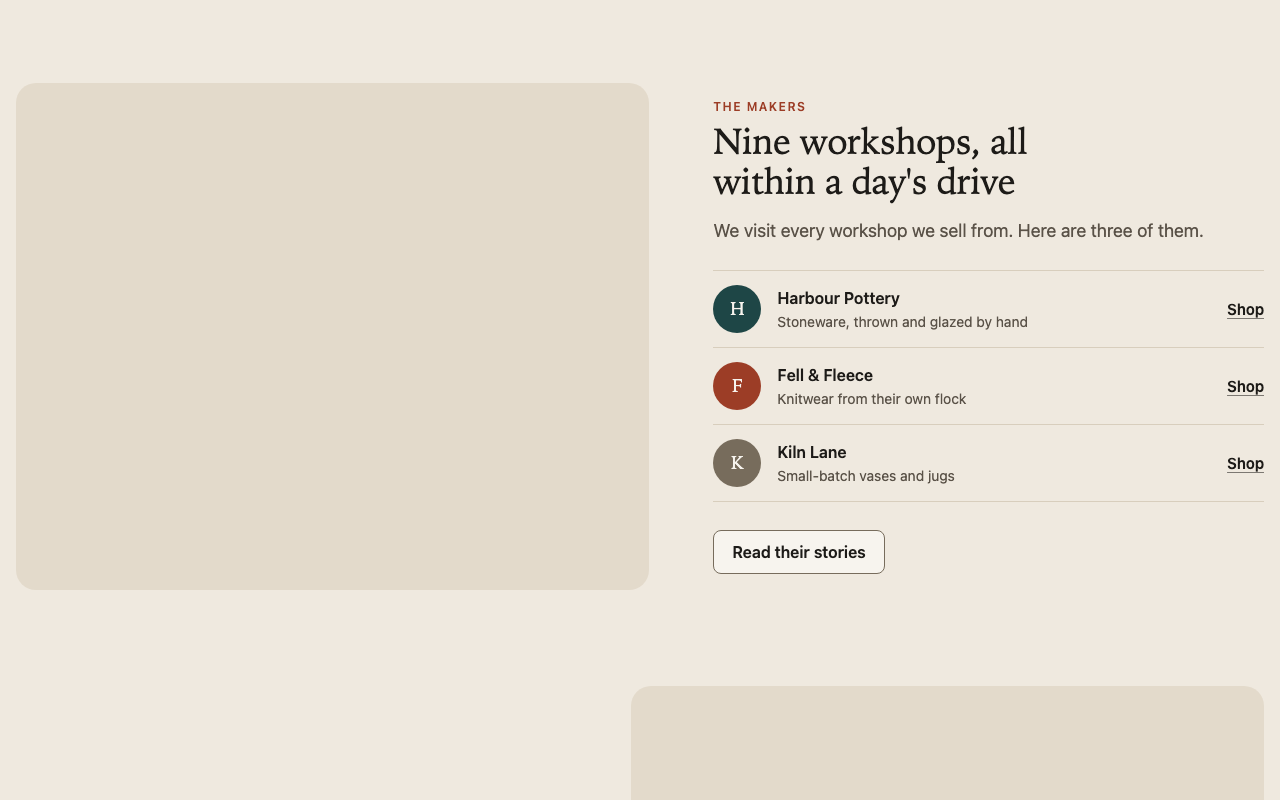 THE MAKERS
Nine workshops, all
within a day's drive
We visit every workshop we sell from. Here are three of them.
H
Harbour Pottery
Stoneware, thrown and glazed by hand
Shop
F
Fell & Fleece
Knitwear from their own flock
Shop
K
Kiln Lane
Small-batch vases and jugs
Shop
Read their stories